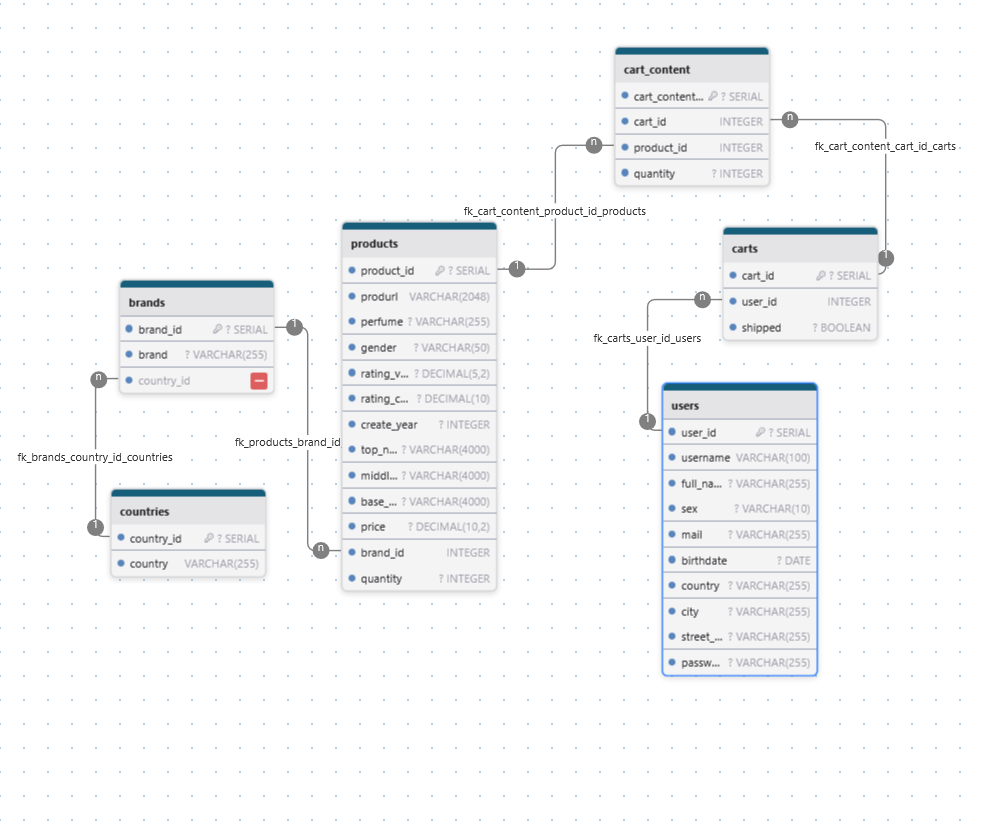 cart_content
cart_content... ? SERIAL
cart_id INTEGER
n
fk_cart_content_cart_id_carts
n
product_id INTEGER
quantity ? INTEGER
fk_cart_content_product_id_products
products
product_id ? SERIAL
1
produrl VARCHAR(2048)
perfume ? VARCHAR(255)
gender ? VARCHAR(50)
rating_v... ? DECIMAL(5,2)
rating_c... ? DECIMAL(10)
create_year ? INTEGER
top_n... ? VARCHAR(4000)
middl... ? VARCHAR(4000)
base_... ? VARCHAR(4000)
price ? DECIMAL(10,2)
brand_id INTEGER
quantity ? INTEGER
carts
1
cart_id ? SERIAL
user_id INTEGER
n
shipped ? BOOLEAN
fk_carts_user_id_users
brands
brand_id ? SERIAL
1
brand ? VARCHAR(255)
country_id
n
fk_products_brand_id
n
fk_brands_country_id_countries
countries
1
country_id ? SERIAL
country VARCHAR(255)
users
1
user_id ? SERIAL
username VARCHAR(100)
full_na... ? VARCHAR(255)
sex ? VARCHAR(10)
mail ? VARCHAR(255)
birthdate ? DATE
country ? VARCHAR(255)
city ? VARCHAR(255)
street_... ? VARCHAR(255)
passw... ? VARCHAR(255)